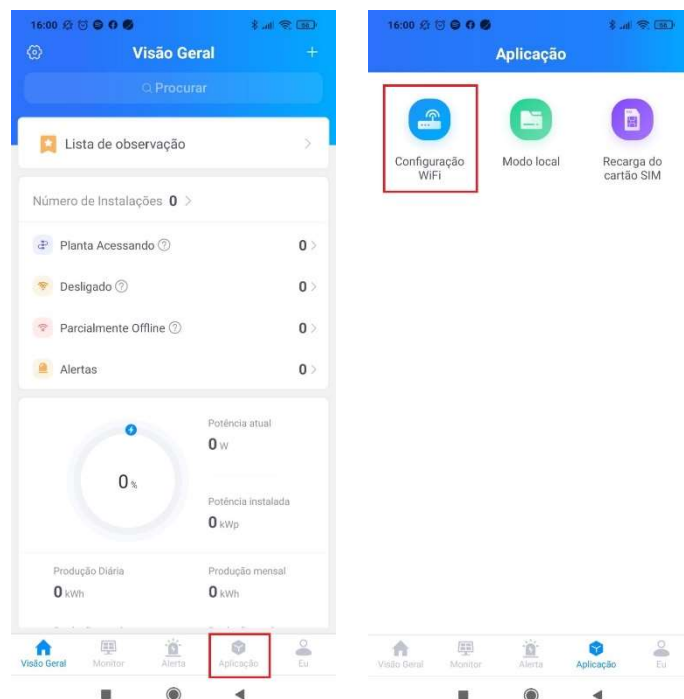 16:00
56
Visão Geral
Procurar
Lista de observação
Número de Instalações 0
Planta Acessando 0
Desligado 0
Parcialmente Offline 0
Alertas 0
0 %
Potência atual
0 W
Potência instalada
0 kWp
Produção Diária
0 kWh
Produção mensal
0 kWh
Visão Geral
Monitor
Alerta
Aplicação
Eu
16:00
56
Aplicação
Configuração
WiFi
Modo local
Recarga do
cartão SIM
Visão Geral
Monitor
Alerta
Aplicação
Eu